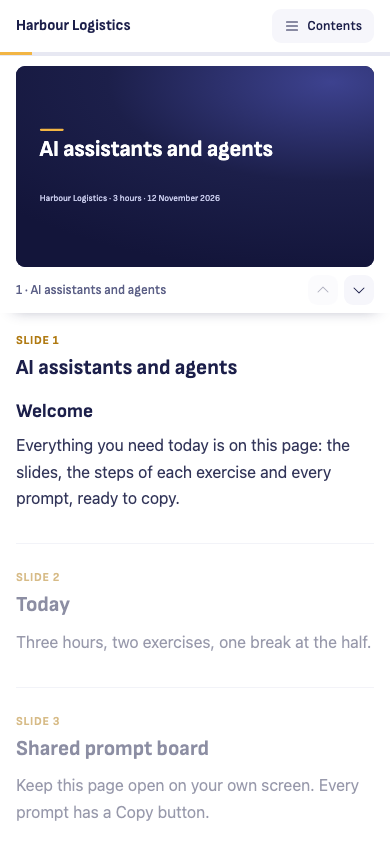 Harbour Logistics
Contents
AI assistants and agents
Harbour Logistics · 3 hours · 12 November 2026
1 · AI assistants and agents
SLIDE 1
AI assistants and agents
Welcome
Everything you need today is on this page: the
slides, the steps of each exercise and every
prompt, ready to copy.
SLIDE 2
Today
Three hours, two exercises, one break at the half.
SLIDE 3
Shared prompt board
Keep this page open on your own screen. Every
prompt has a Copy button.